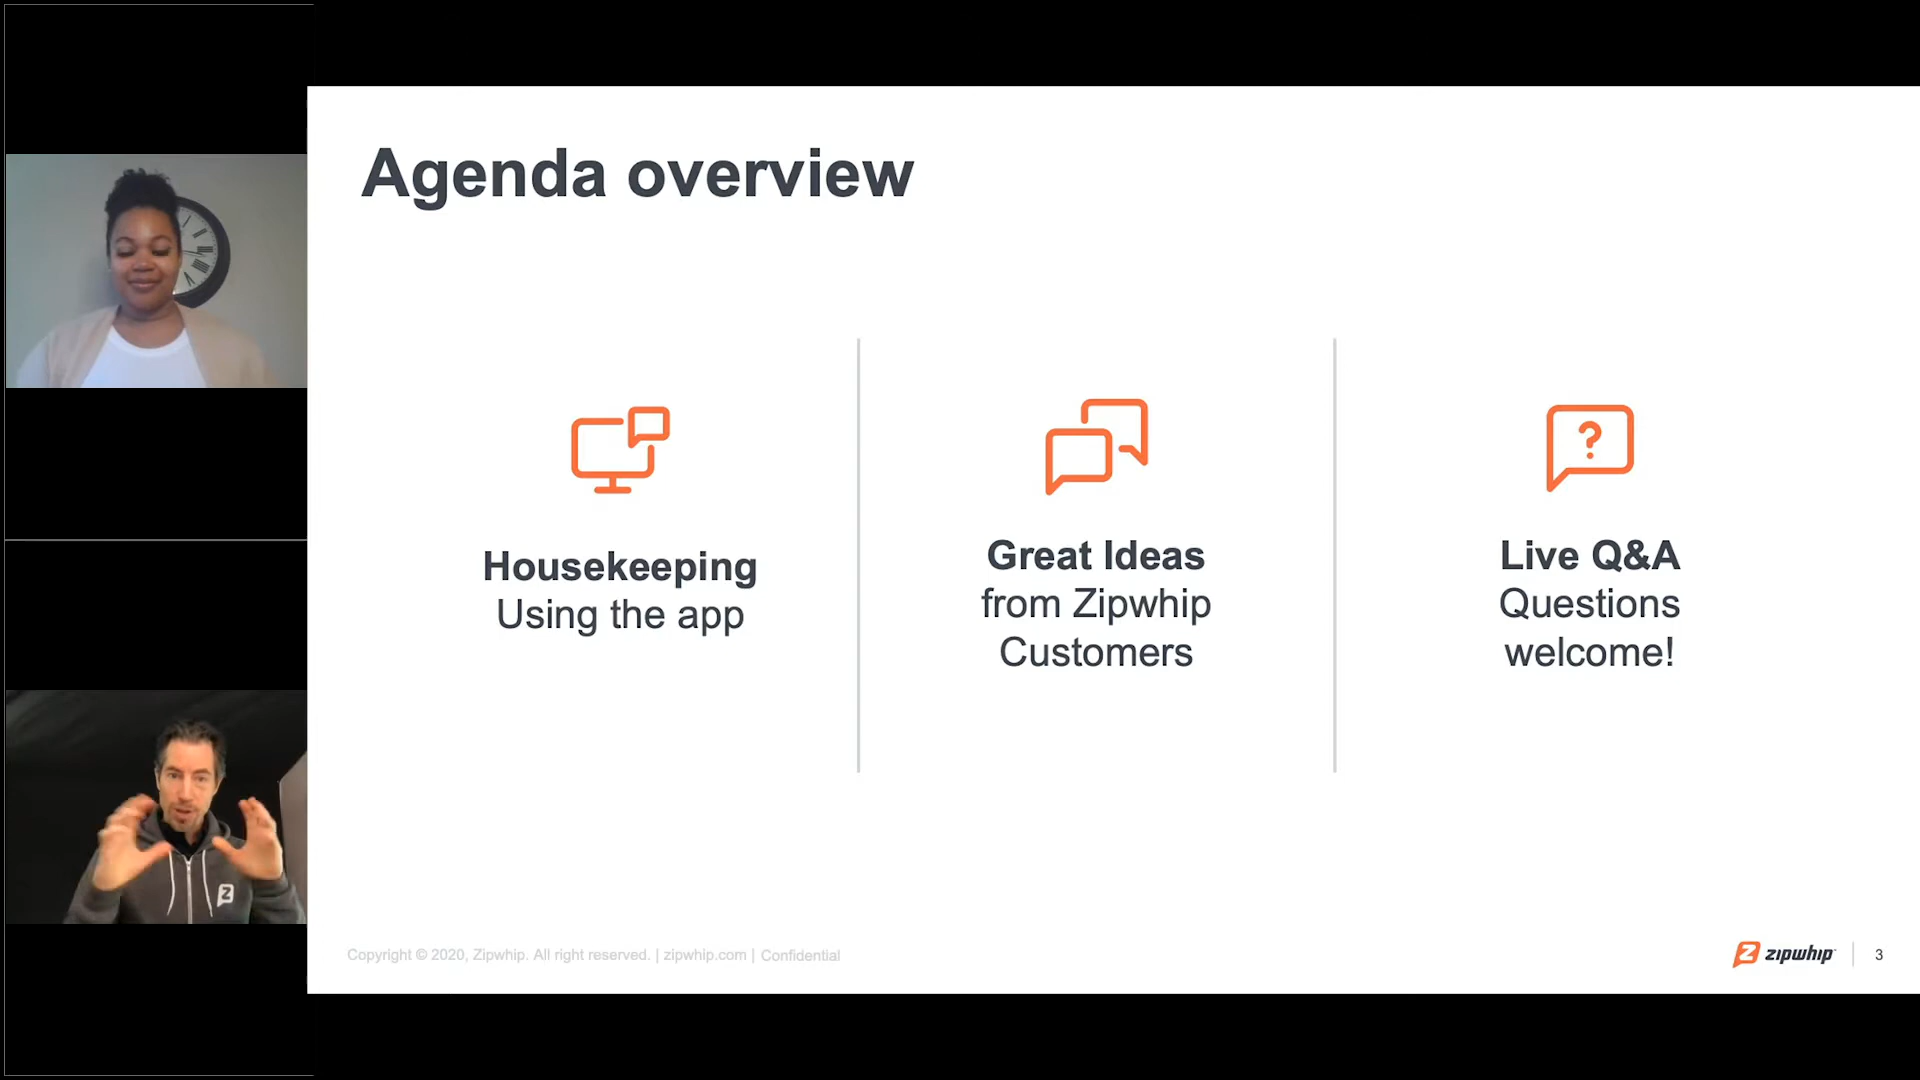 Agenda overview
Housekeeping
Using the app
Great Ideas
from Zipwhip
Customers
?
Live Q&A
Questions
welcome!
Z
Copyright © 2020, Zipwhip. All right reserved. | zipwhip.com | Confidential
zipwhip
3